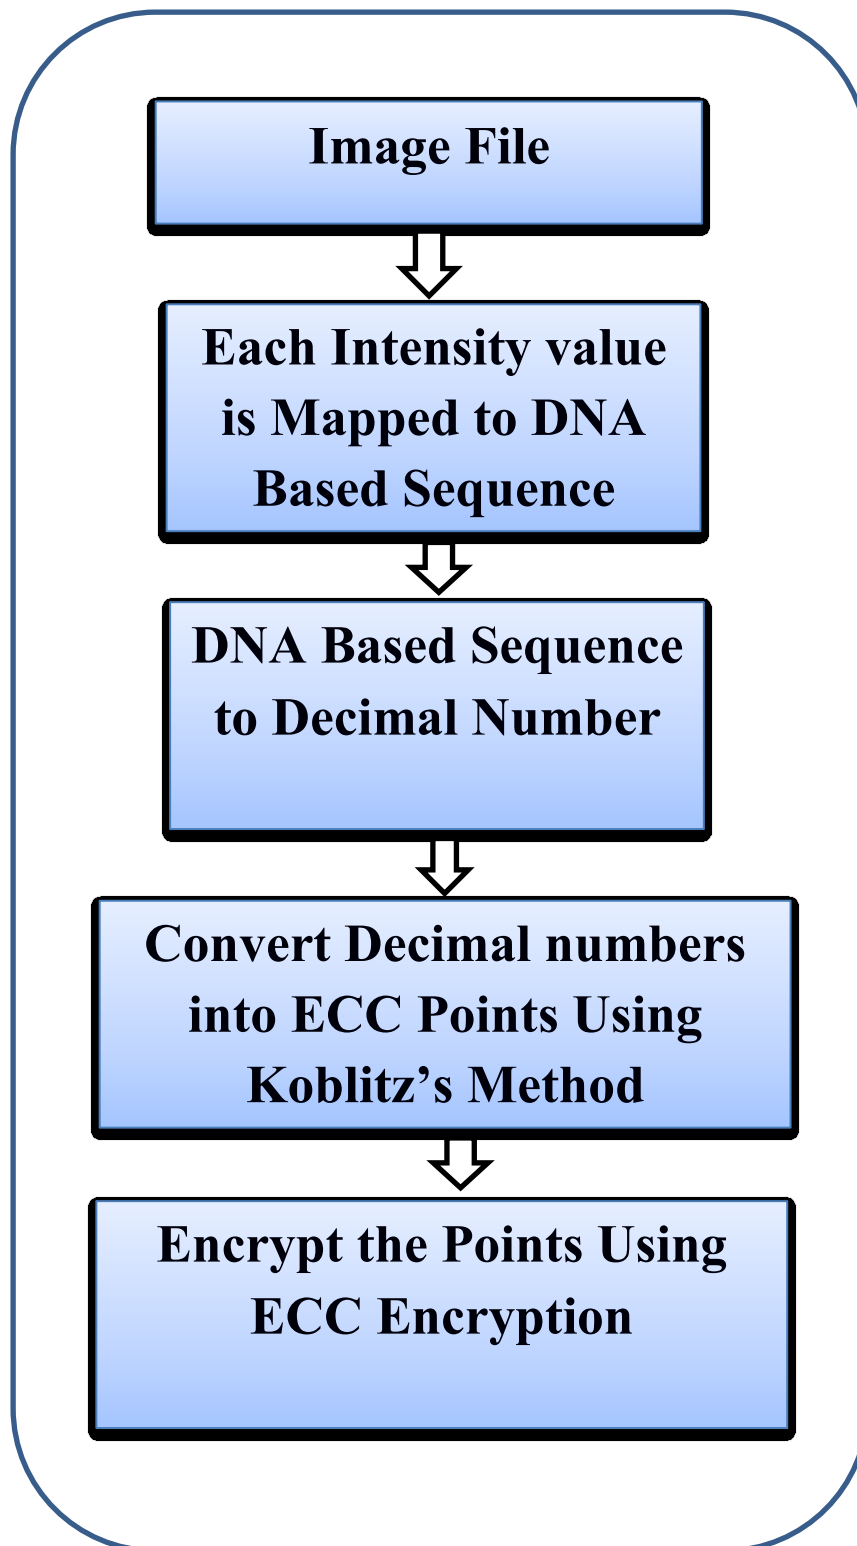 Image File
Each Intensity value
is Mapped to DNA
Based Sequence
DNA Based Sequence
to Decimal Number
Convert Decimal numbers
into ECC Points Using
Koblitz’s Method
Encrypt the Points Using
ECC Encryption